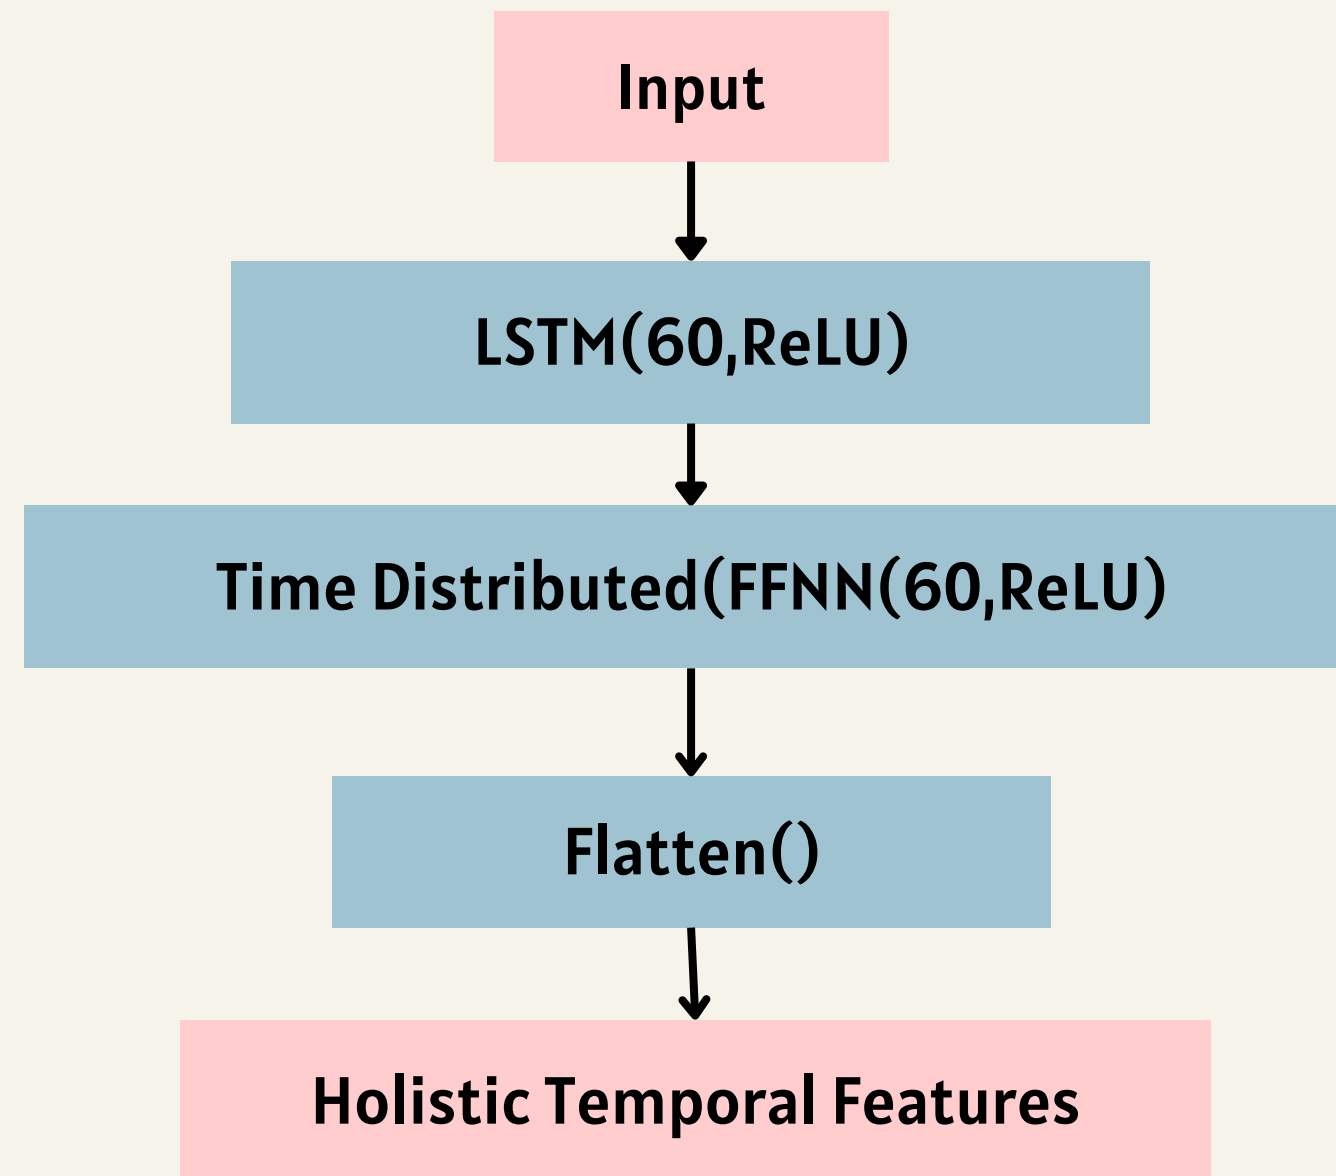 Input
LSTM(60,ReLU)
Time Distributed(FFNN(60,ReLU)
Flatten()
Holistic Temporal Features